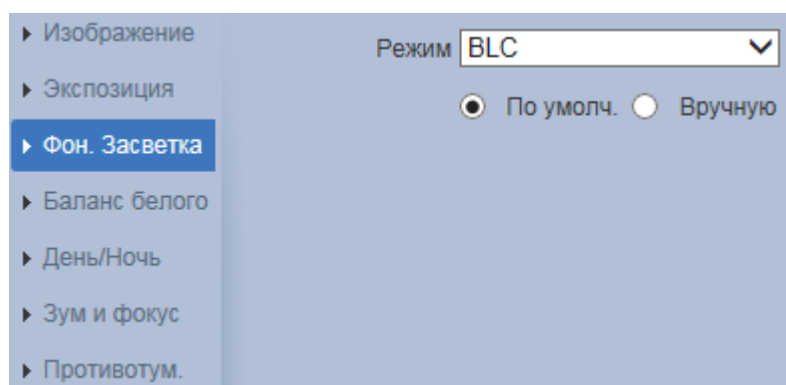 Изображение
Режим BLC
Экспозиция
По умолч. Вручную
Фон. Засветка
Баланс белого
День/Ночь
Зум и фокус
Противотум.